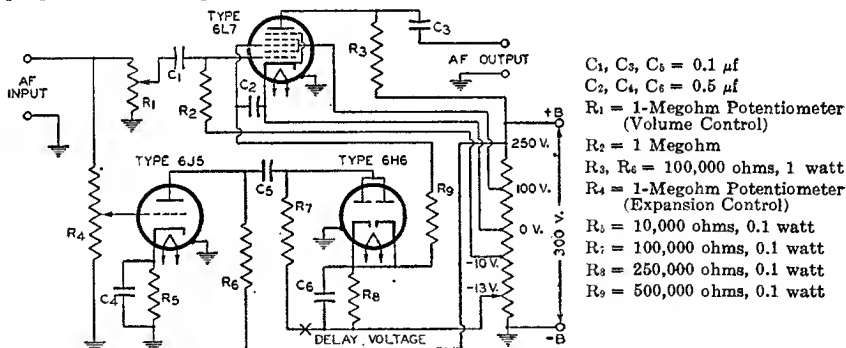 TYPE
6L7
C3
R3
AF
INPUT
R1
C1
R2
C2
AF OUTPUT
+B
250 V.
TYPE 6J5
C5
TYPE 6H6
R9
100 V.
R4
R7
0 V.
300 V.
R6
-10 V.
C4
R5
C6
R8
-13V.
DELAY VOLTAGE
-B
C₁, C₃, C₅ = 0.1 µf
C₂, C₄, C₆ = 0.5 µf
R₁ = 1-Megohm Potentiometer
(Volume Control)
R₂ = 1 Megohm
R₃, R₆ = 100,000 ohms, 1 watt
R₄ = 1-Megohm Potentiometer
(Expansion Control)
R₅ = 10,000 ohms, 0.1 watt
R₇ = 100,000 ohms, 0.1 watt
R₈ = 250,000 ohms, 0.1 watt
R₉ = 500,000 ohms, 0.1 watt